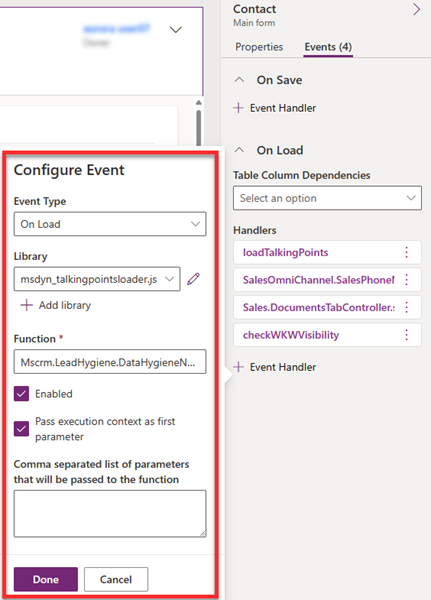 Contact
Main form
Owner
Properties
Events (4)
On Save
+ Event Handler
On Load
Table Column Dependencies
Select an option
Handlers
loadTalkingPoints
SalesOmniChannel.SalesPhoneN
Sales.DocumentsTabController.s
checkWKWVisibility
+ Event Handler
Configure Event
Event Type
On Load
Library
msdyn_talkingpointsloader.js
+ Add library
Function *
Mscrm.LeadHygiene.DataHygieneN...
Enabled
Pass execution context as first
parameter
Comma separated list of parameters
that will be passed to the function
Done
Cancel